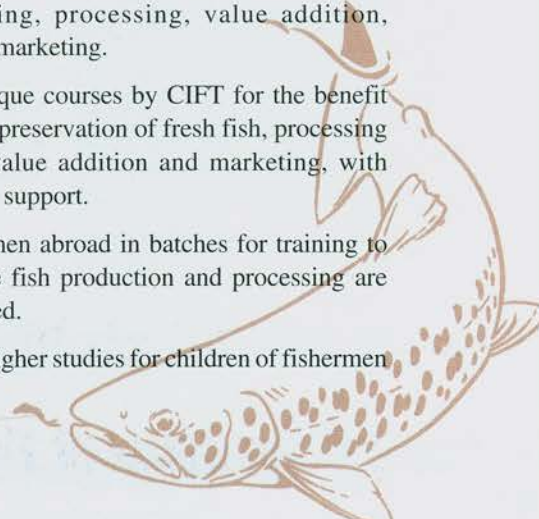 ing, processing, value addition,
marketing.
que courses by CIFT for the benefit
preservation of fresh fish, processing
alue addition and marketing, with
support.
men abroad in batches for training to
fish production and processing are
ed.
gher studies for children of fishermen